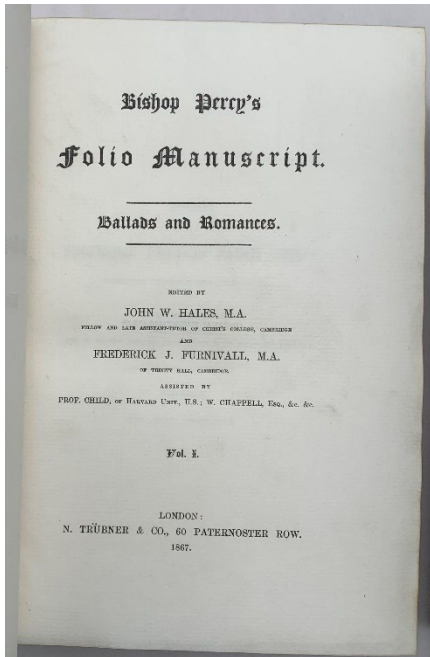 Bishop Percy's
Folio Manuscript.
Ballads and Romances.
EDITED BY
JOHN W. HALES, M.A.
FELLOW AND LATE ASSISTANT-TUTOR OF CHRIST'S COLLEGE, CAMBRIDGE
AND
FREDERICK J. FURNIVALL, M.A.
OF TRINITY HALL, CAMBRIDGE.
ASSISTED BY
PROF. CHILD, OF HARVARD UNIV., U.S.; W. CHAPPELL, ESQ., &c. &c.
Vol. I.
LONDON:
N. TRÜBNER & CO., 60 PATERNOSTER ROW.
1867.